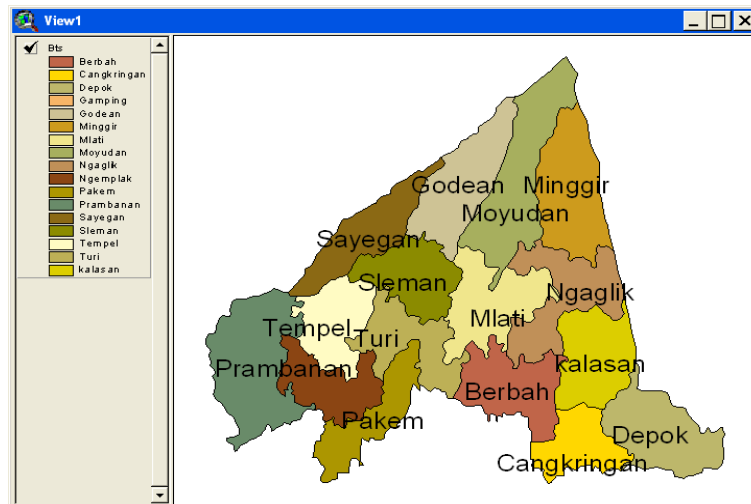 View1
Bts
Berbah
Cangkringan
Depok
Gamping
Godean
Minggir
Mlati
Moyudan
Ngaglik
Ngemplak
Pakem
Prambanan
Sayegan
Sleman
Tempel
Turi
kalasan
Godean
Minggir
Moyudan
Sayegan
Sleman
Ngaglik
Tempel
Turi
Mlati
Prambanan
kalasan
Berbah
Pakem
Depok
Cangkringan